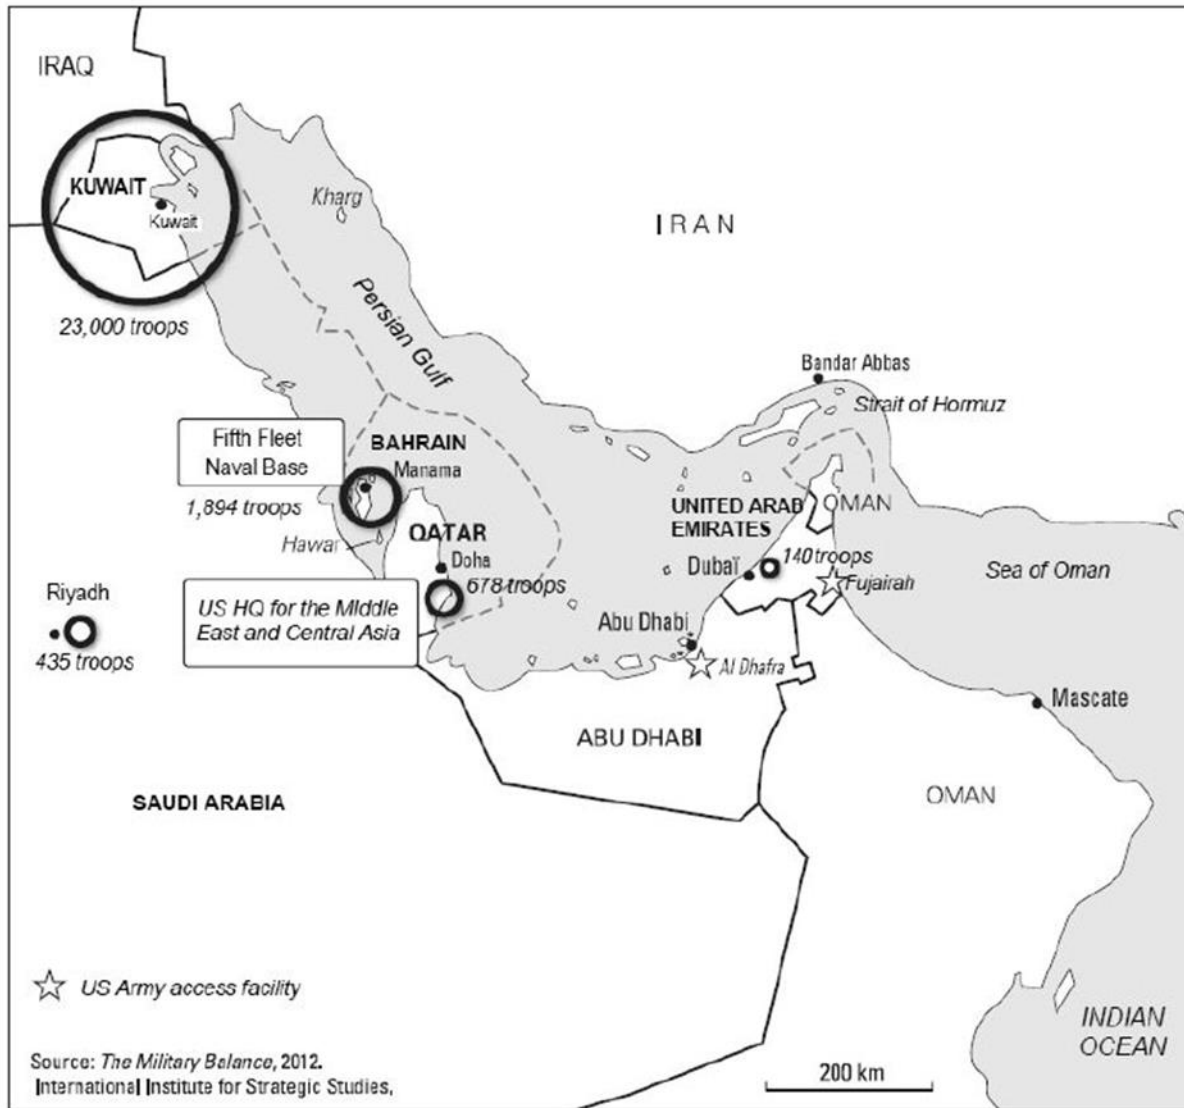 IRAQ
KUWAIT
Kuwait
23,000 troops
Kharg
IRAN
Persian Gulf
Bandar Abbas
Strait of Hormuz
Fifth Fleet
Naval Base
BAHRAIN
Manama
1,894 troops
Hawar
QATAR
Doha
678 troops
UNITED ARAB
EMIRATES
OMAN
140 troops
Dubaï
Fujairah
Sea of Oman
Riyadh
435 troops
US HQ for the Middle
East and Central Asia
Abu Dhabi
Al Dhafra
Mascate
ABU DHABI
SAUDI ARABIA
OMAN
US Army access facility
INDIAN
OCEAN
Source: The Military Balance, 2012.
International Institute for Strategic Studies,
200 km